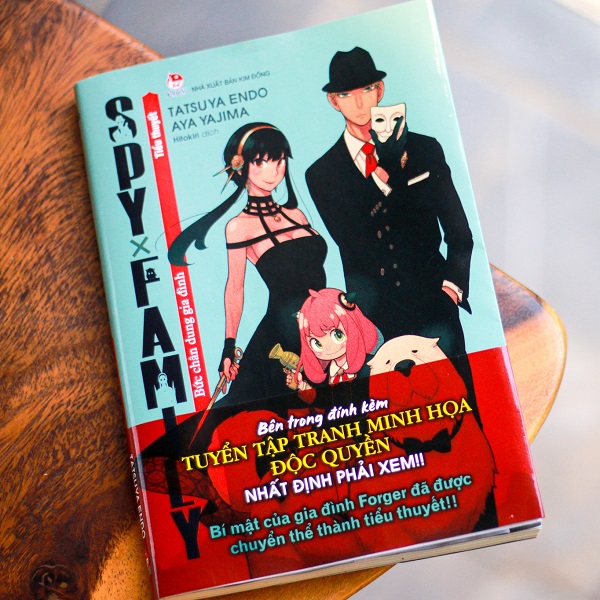 NHÀ XUẤT BẢN KIM ĐỒNG
TATSUYA ENDO
AYA YAJIMA
Hitokiri dịch
SPY×FAMILY
Tiểu thuyết
Bức chân dung gia đình
Bên trong đính kèm
TUYỂN TẬP TRANH MINH HỌA
ĐỘC QUYỀN
NHẤT ĐỊNH PHẢI XEM!!
Bí mật của gia đình Forger đã được
chuyển thể thành tiểu thuyết!!
TATSUYA ENDO